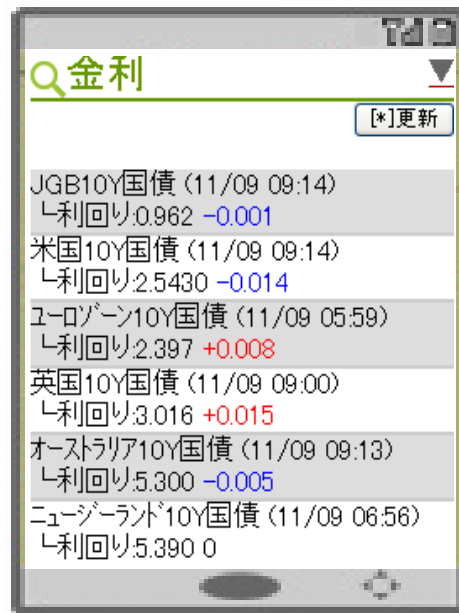 金利
[*]更新
JGB10Y国債 (11/09 09:14)
└利回り:0.962 -0.001
米国10Y国債 (11/09 09:14)
└利回り:2.5430 -0.014
ユーロゾーン10Y国債 (11/09 05:59)
└利回り:2.397 +0.008
英国10Y国債 (11/09 09:00)
└利回り:3.016 +0.015
オーストラリア10Y国債 (11/09 09:13)
└利回り:5.300 -0.005
ニュージーランド10Y国債 (11/09 06:56)
└利回り:5.390 0